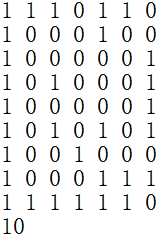 1 1 1 0 1 1 0
1 0 0 0 1 0 0
1 0 0 0 0 0 1
1 0 1 0 0 0 1
1 0 0 0 0 0 1
1 0 1 0 1 0 1
1 0 0 1 0 0 0
1 0 0 0 1 1 1
1 1 1 1 1 1 0
10